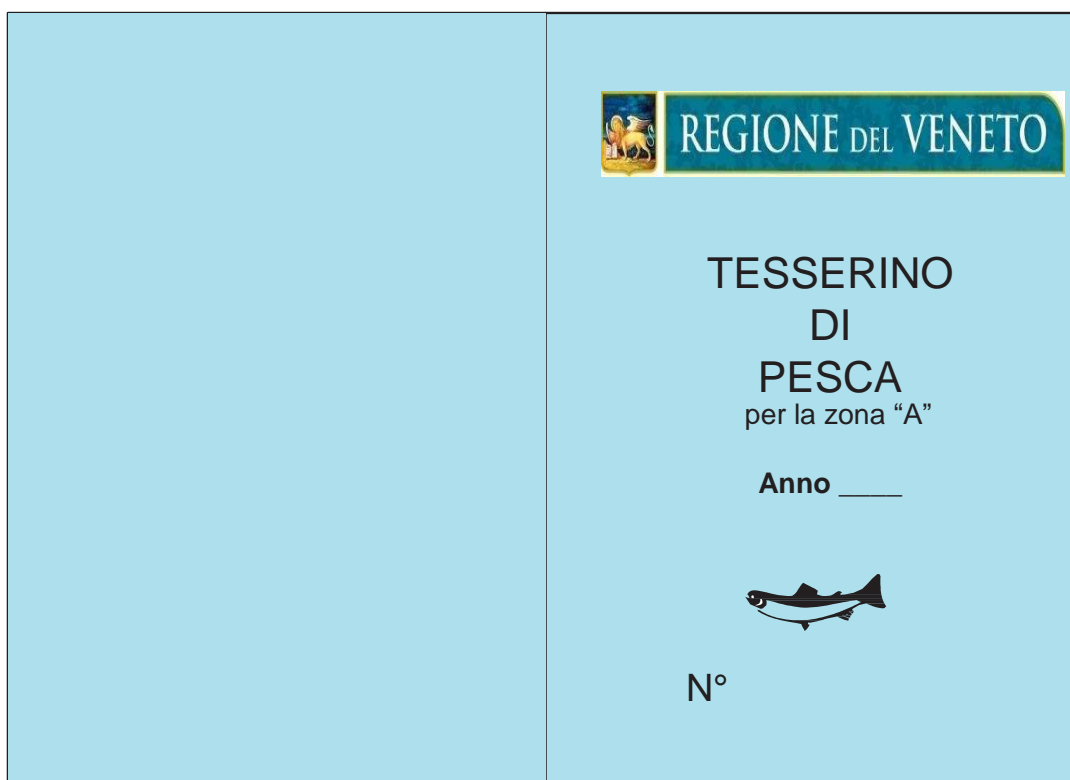 REGIONE DEL VENETO
TESSERINO
DI
PESCA
per la zona “A”
Anno ____
N°